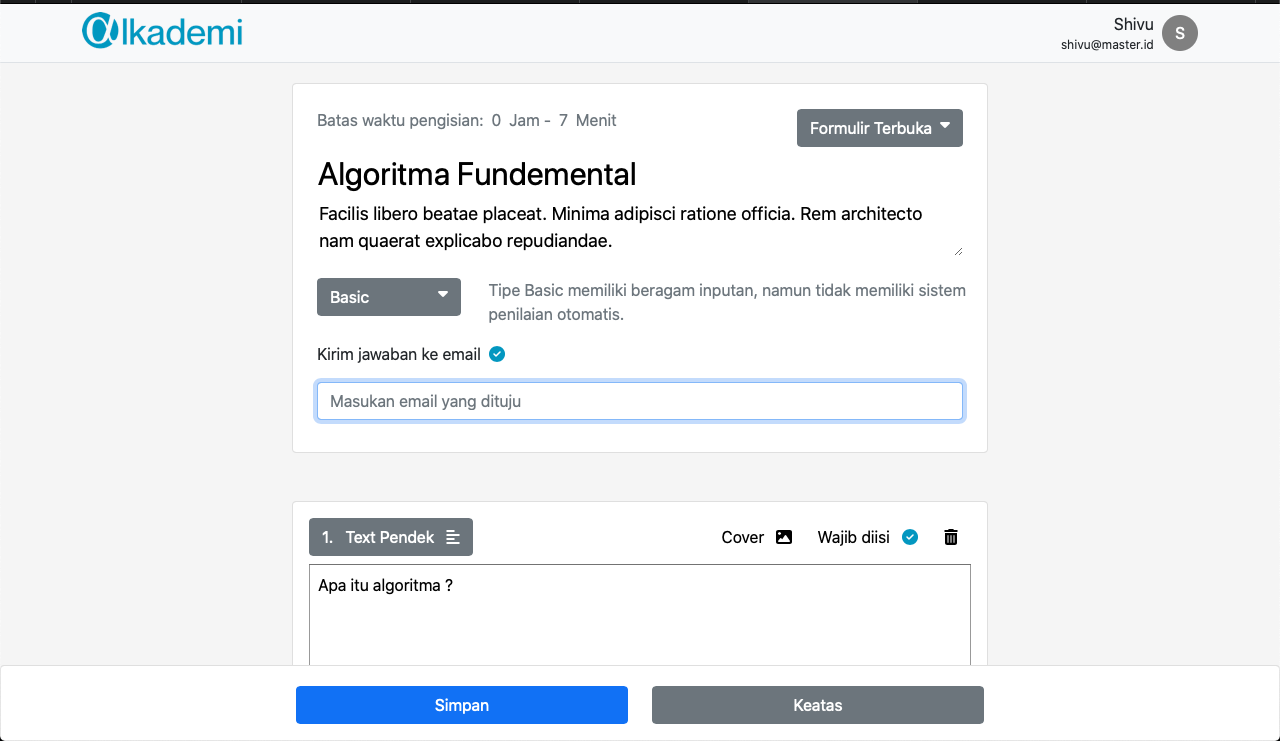 @lkademi
Shivu
shivu@master.id
S
Batas waktu pengisian: 0 Jam - 7 Menit
Formulir Terbuka
Algoritma Fundemental
Facilis libero beatae placeat. Minima adipisci ratione officia. Rem architecto
nam quaerat explicabo repudiandae.
Basic
Tipe Basic memiliki beragam inputan, namun tidak memiliki sistem
penilaian otomatis.
Kirim jawaban ke email
Masukan email yang dituju
1. Text Pendek
Cover
Wajib diisi
Apa itu algoritma ?
Simpan
Keatas